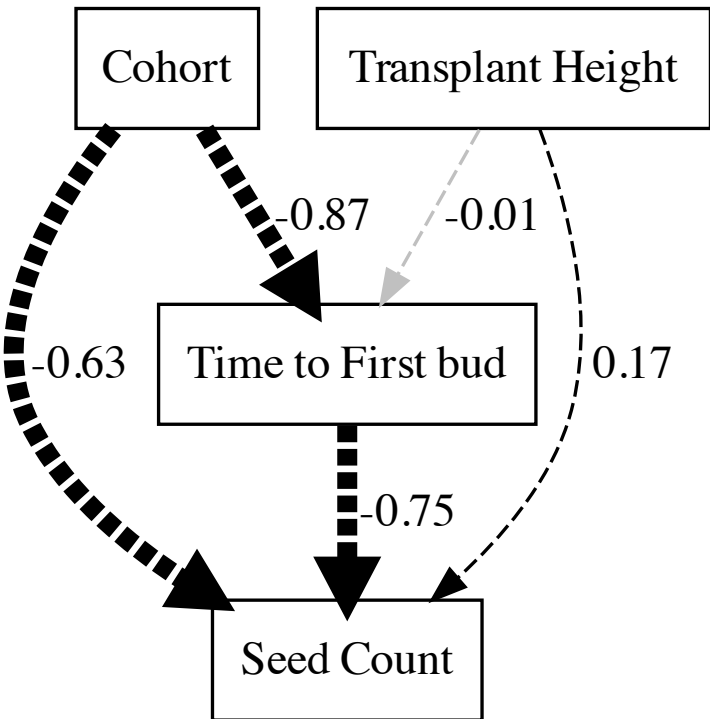 Cohort
Transplant Height
-0.87
-0.01
-0.63
Time to First bud
0.17
-0.75
Seed Count